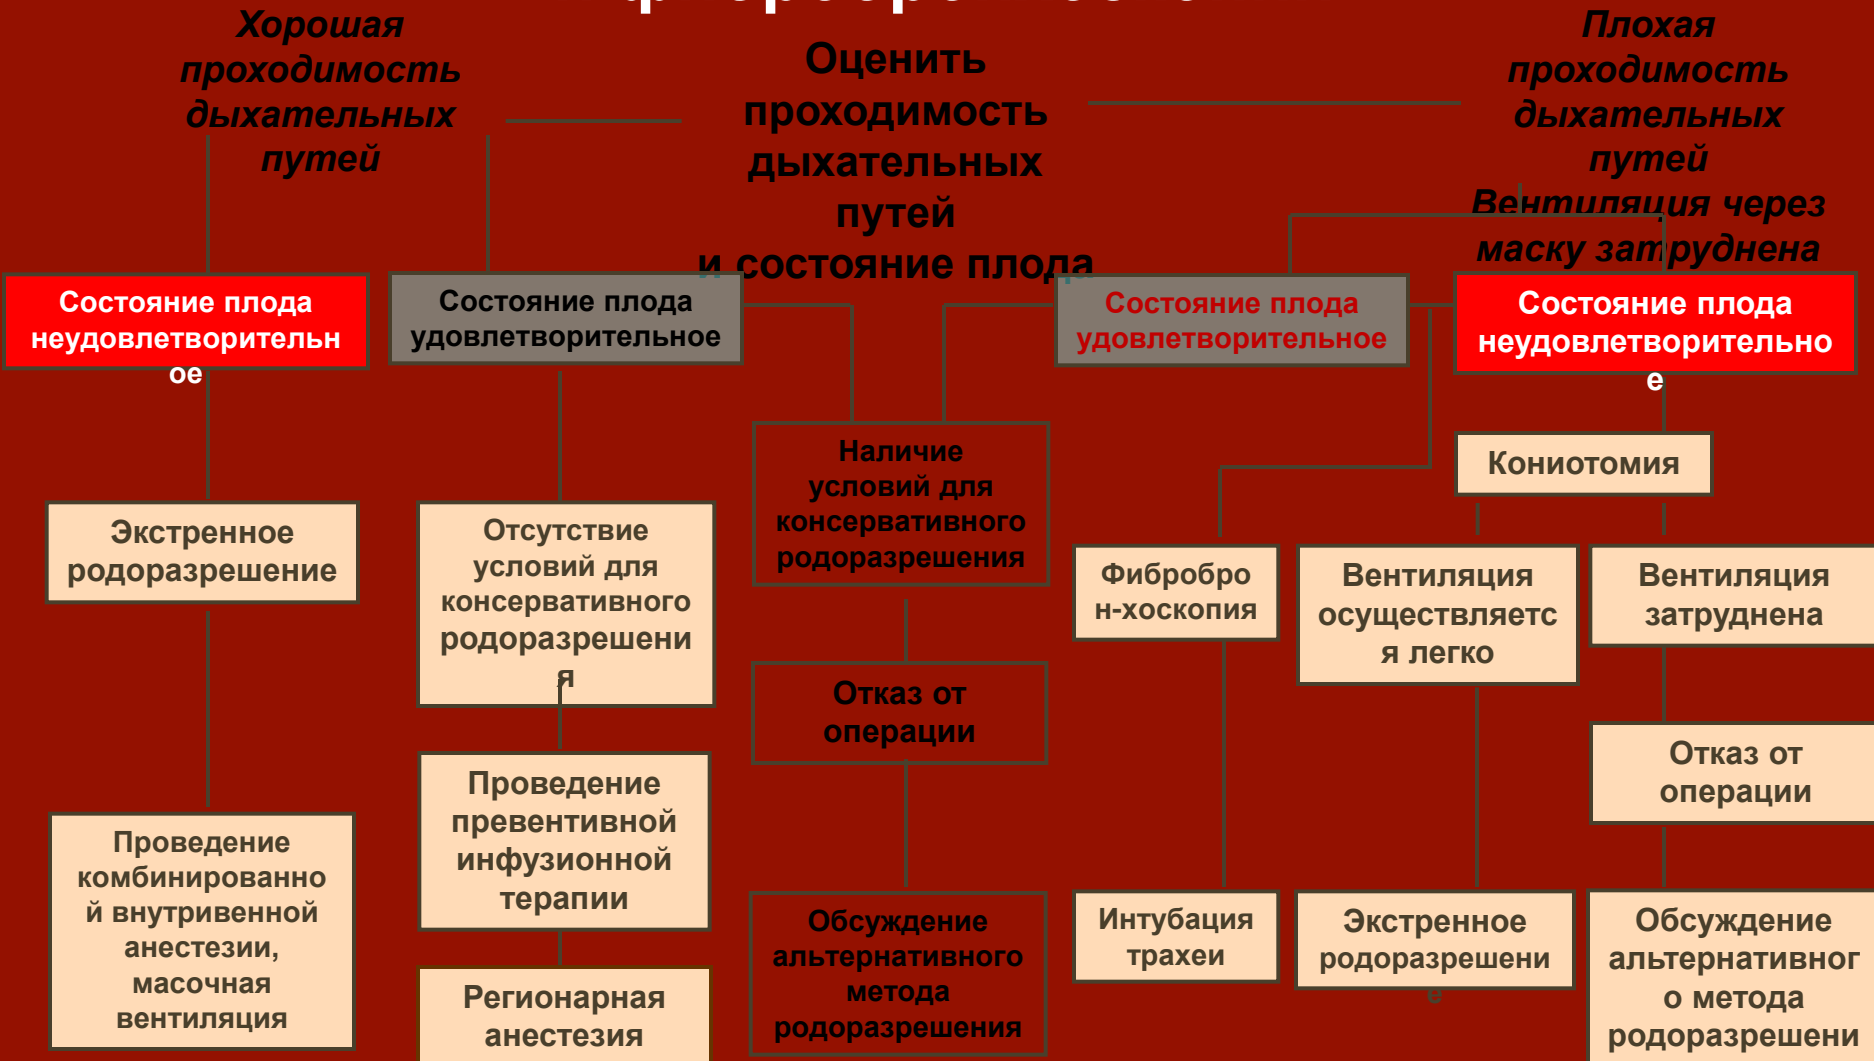 Хорошая
проходимость
дыхательных
путей
Оценить
проходимость
дыхательных
путей
и состояние плода
Плохая
проходимость
дыхательных
путей
Вентиляция через
маску затруднена
Состояние плода
неудовлетворительн
ое
Состояние плода
удовлетворительное
Состояние плода
удовлетворительное
Состояние плода
неудовлетворительно
е
Наличие
условий для
консервативного
родоразрешения
Кониотомия
Экстренное
родоразрешение
Отсутствие
условий для
консервативного
родоразрешени
я
Фибробро
н-хоскопия
Вентиляция
осуществляетс
я легко
Вентиляция
затруднена
Отказ от
операции
Отказ от
операции
Проведение
превентивной
инфузионной
терапии
Проведение
комбинированно
й внутривенной
анестезии,
масочная
вентиляция
Регионарная
анестезия
Обсуждение
альтернативного
метода
родоразрешения
Интубация
трахеи
Экстренное
родоразрешени
е
Обсуждение
альтернативног
о метода
родоразрешени